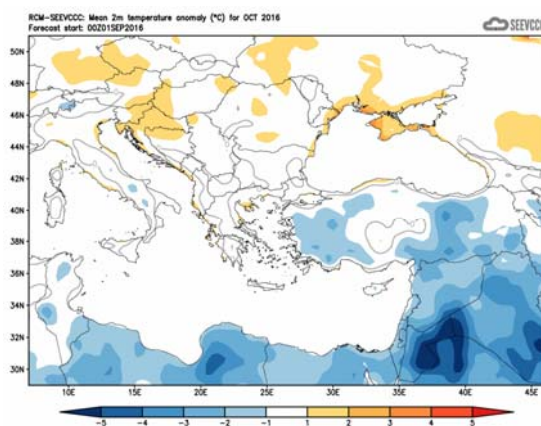 RCM-SEEVCCC: Mean 2m temperature anomaly (°C) for OCT 2016
Forecast start: 00Z01SEP2016
SEEVCCC
50N
48N
46N
44N
42N
40N
38N
36N
34N
32N
30N
10E 15E 20E 25E 30E 35E 40E 45E
-5 -4 -3 -2 -1 1 2 3 4 5